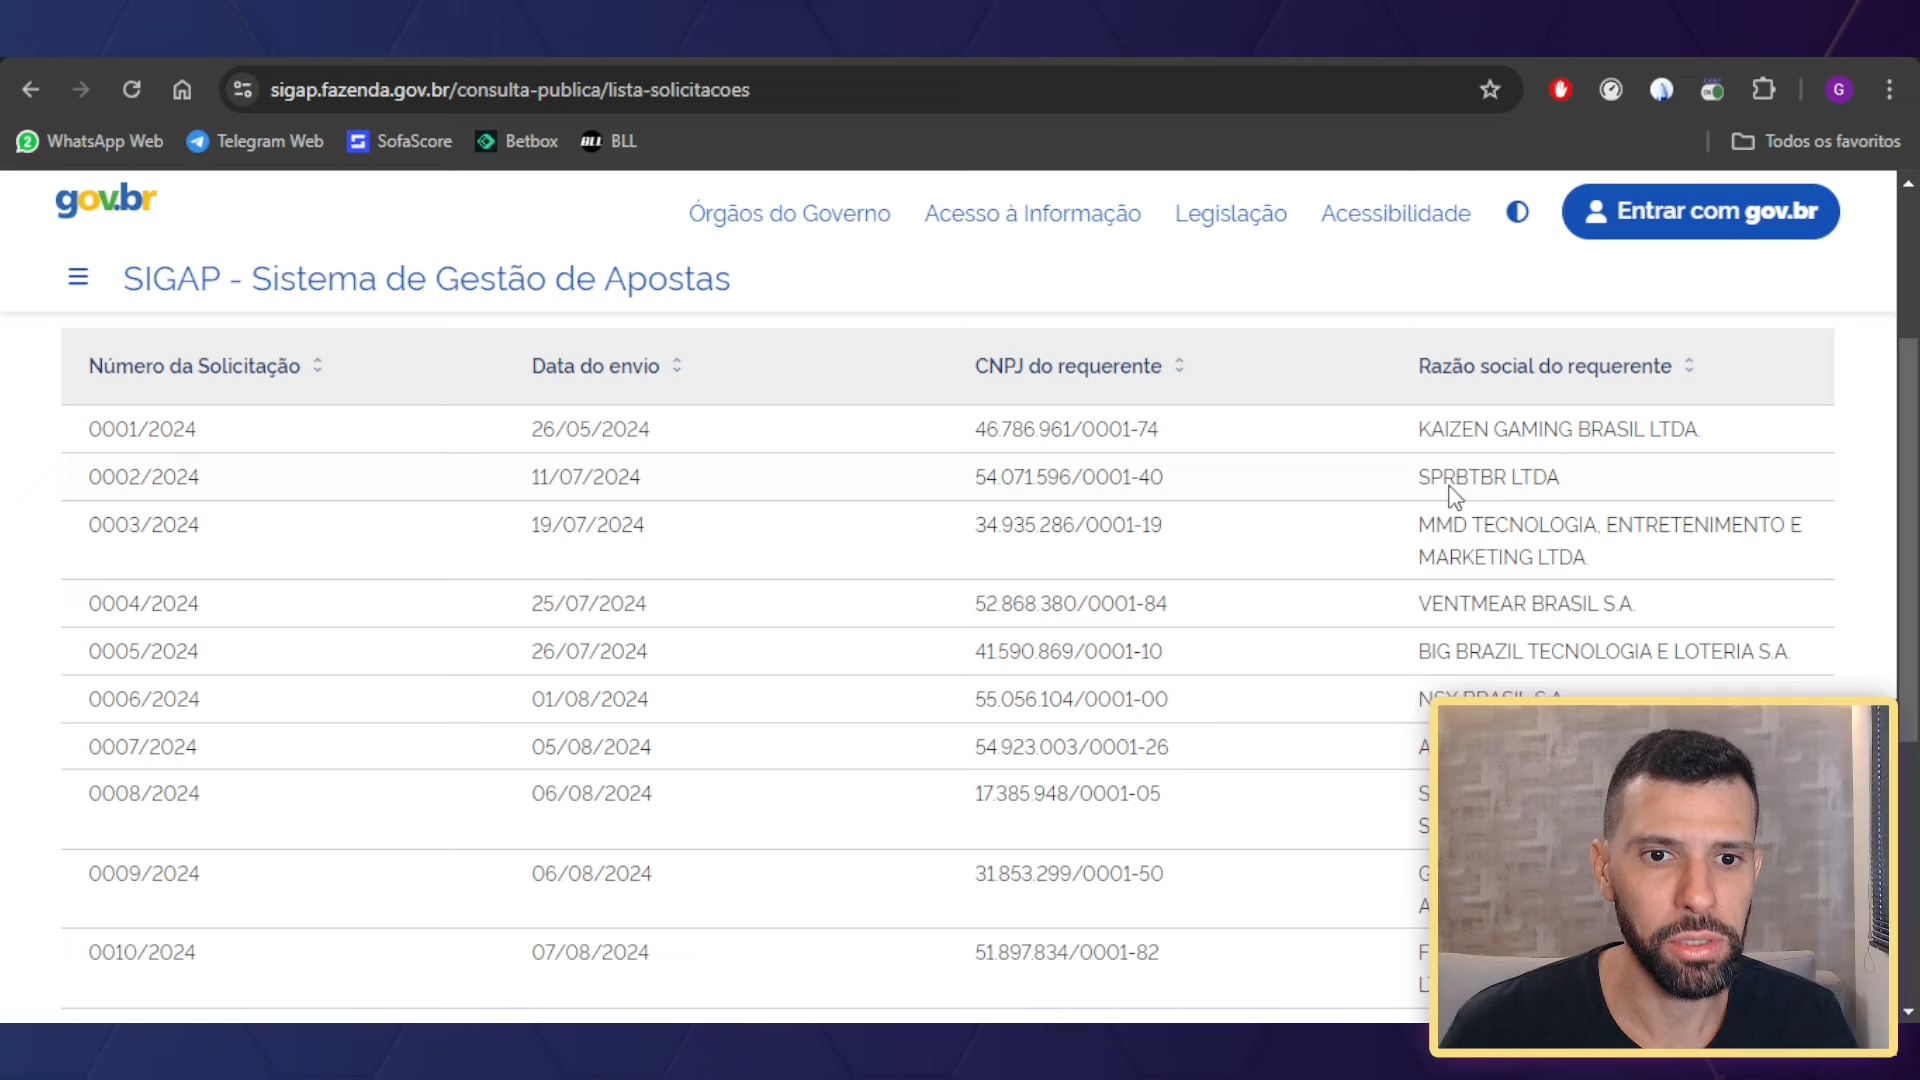 sigap.fazenda.gov.br/consulta-publica/lista-solicitacoes
G
2 WhatsApp Web Telegram Web SofaScore Betbox BLL BLL Todos os favoritos
gov.br
Órgãos do Governo Acesso à Informação Legislação Acessibilidade Entrar com gov.br
SIGAP - Sistema de Gestão de Apostas
Número da Solicitação Data do envio CNPJ do requerente Razão social do requerente
0001/2024 26/05/2024 46.786.961/0001-74 KAIZEN GAMING BRASIL LTDA.
0002/2024 11/07/2024 54.071.596/0001-40 SPRBTBR LTDA
0003/2024 19/07/2024 34.935.286/0001-19 MMD TECNOLOGIA, ENTRETENIMENTO E
MARKETING LTDA.
0004/2024 25/07/2024 52.868.380/0001-84 VENTMEAR BRASIL S.A.
0005/2024 26/07/2024 41.590.869/0001-10 BIG BRAZIL TECNOLOGIA E LOTERIA S.A.
0006/2024 01/08/2024 55.056.104/0001-00 NSX BRASIL S.A.
0007/2024 05/08/2024 54.923.003/0001-26 A
0008/2024 06/08/2024 17.385.948/0001-05 S
S
0009/2024 06/08/2024 31.853.299/0001-50
A
0010/2024 07/08/2024 51.897.834/0001-82 F